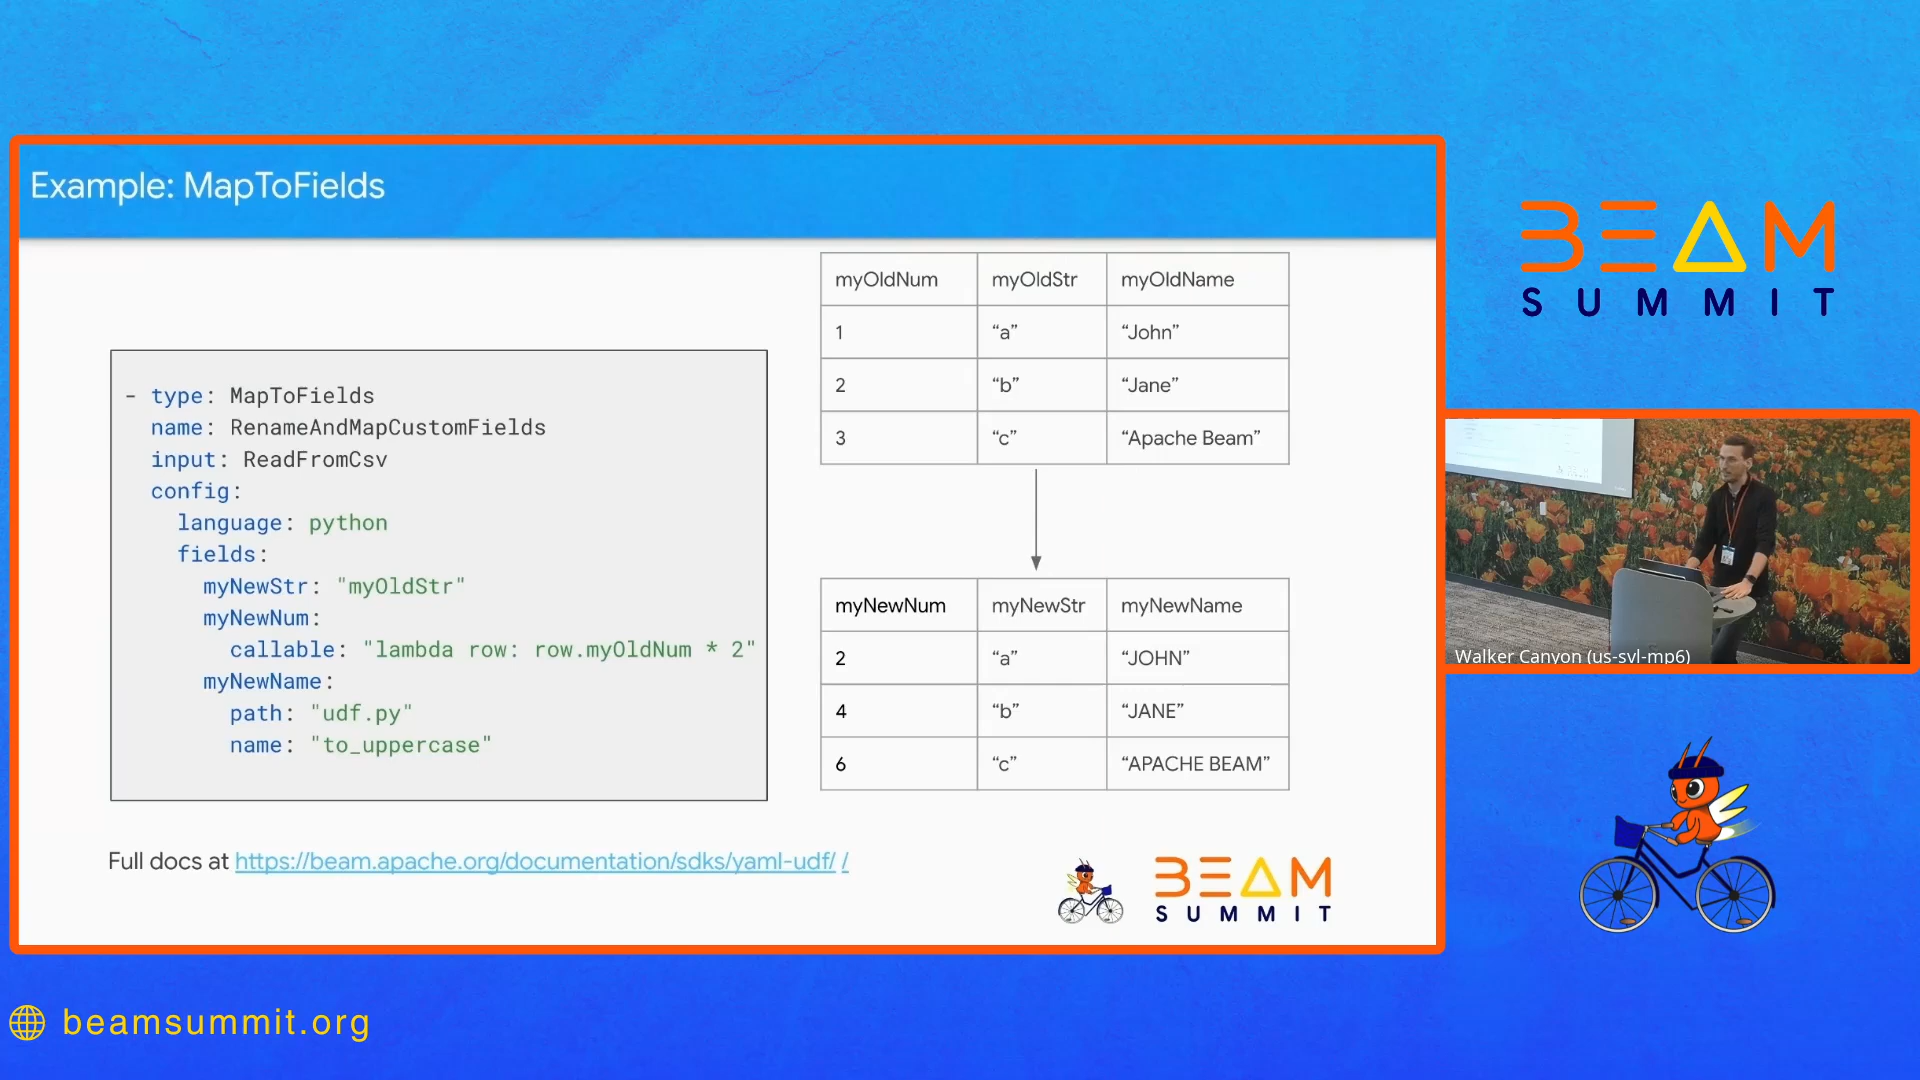 Example: MapToFields
- type: MapToFields
name: RenameAndMapCustomFields
input: ReadFromCsv
config:
language: python
fields:
myNewStr: "myOldStr"
myNewNum:
callable: "lambda row: row.myOldNum * 2"
myNewName:
path: "udf.py"
name: "to_uppercase"
myOldNum myOldStr myOldName
1 “a” “John”
2 “b” “Jane”
3 “c” “Apache Beam”
myNewNum myNewStr myNewName
2 “a” “JOHN”
4 “b” “JANE”
6 “c” “APACHE BEAM”
Full docs at https://beam.apache.org/documentation/sdks/yaml-udf/ /
BEAM
SUMMIT
BEAM
SUMMIT
Walker Canyon (us-svl-mp6)
beamsummit.org